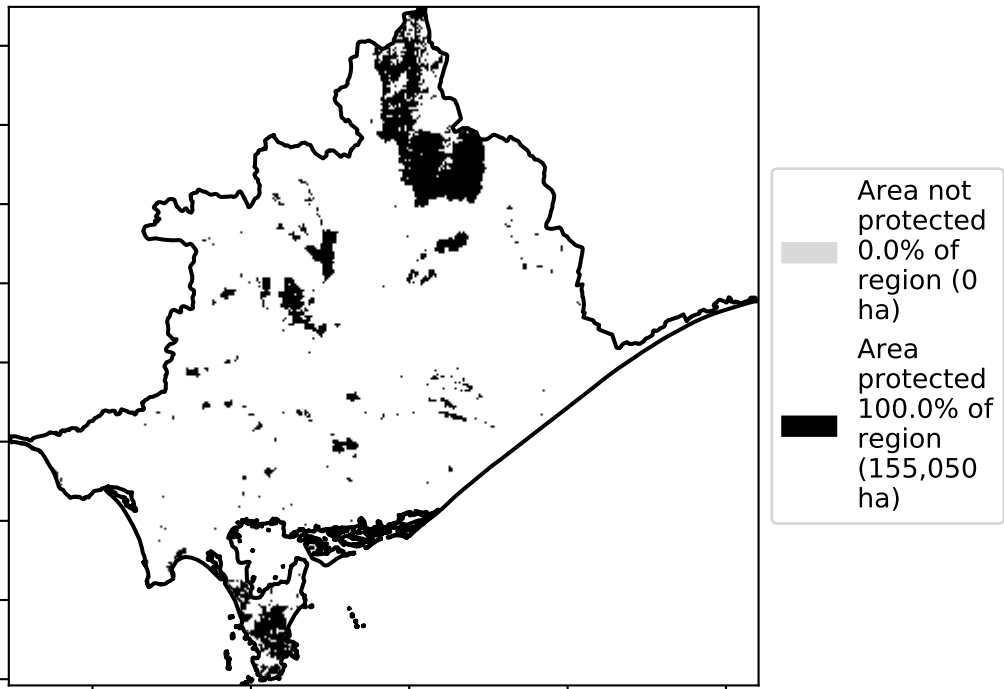 Area not
protected
0.0% of
region (0
ha)
Area
protected
100.0% of
region
(155,050
ha)